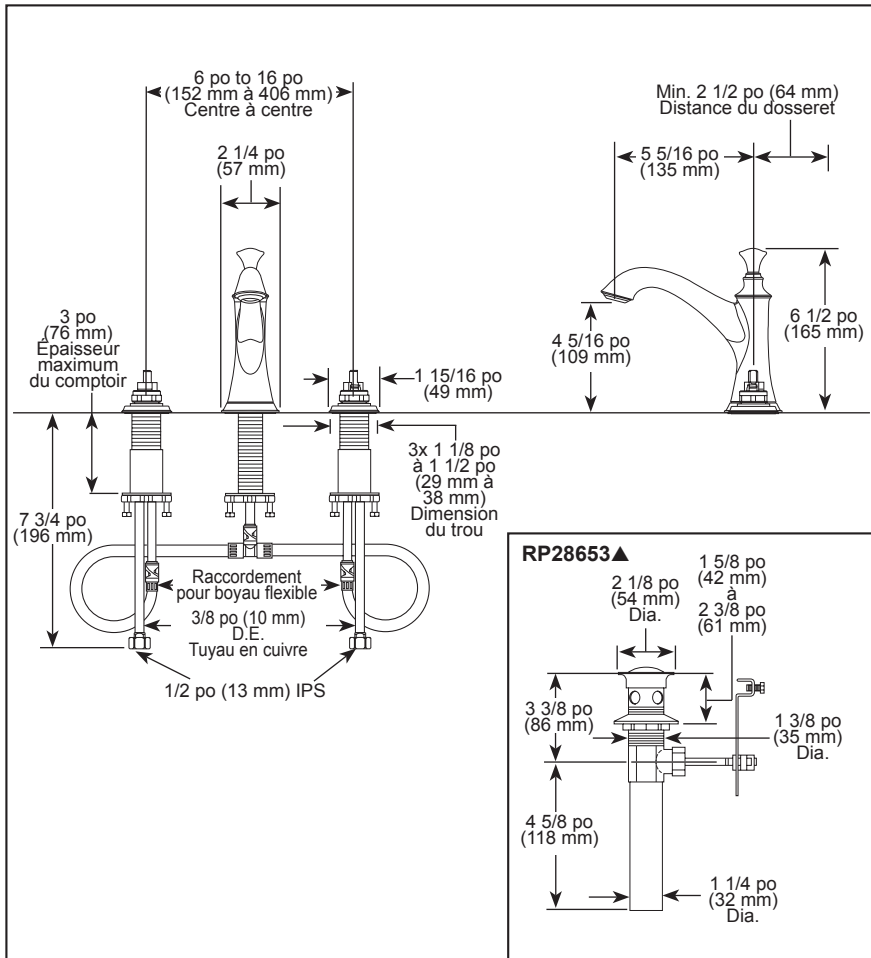 6 po to 16 po
(152 mm à 406 mm)
Centre à centre
2 1/4 po
(57 mm)
Min. 2 1/2 po (64 mm)
Distance du dosseret
5 5/16 po
(135 mm)
3 po
(76 mm)
Épaisseur
maximum
du comptoir
1 15/16 po
(49 mm)
4 5/16 po
(109 mm)
6 1/2 po
(165 mm)
3x 1 1/8 po
à 1 1/2 po
(29 mm à
38 mm)
Dimension
du trou
7 3/4 po
(196 mm)
Raccordement
pour boyau flexible
3/8 po (10 mm)
D.E.
Tuyau en cuivre
1/2 po (13 mm) IPS
RP28653▲
2 1/8 po
(54 mm)
Dia.
1 5/8 po
(42 mm)
à
2 3/8 po
(61 mm)
3 3/8 po
(86 mm)
1 3/8 po
(35 mm)
Dia.
4 5/8 po
(118 mm)
1 1/4 po
(32 mm)
Dia.